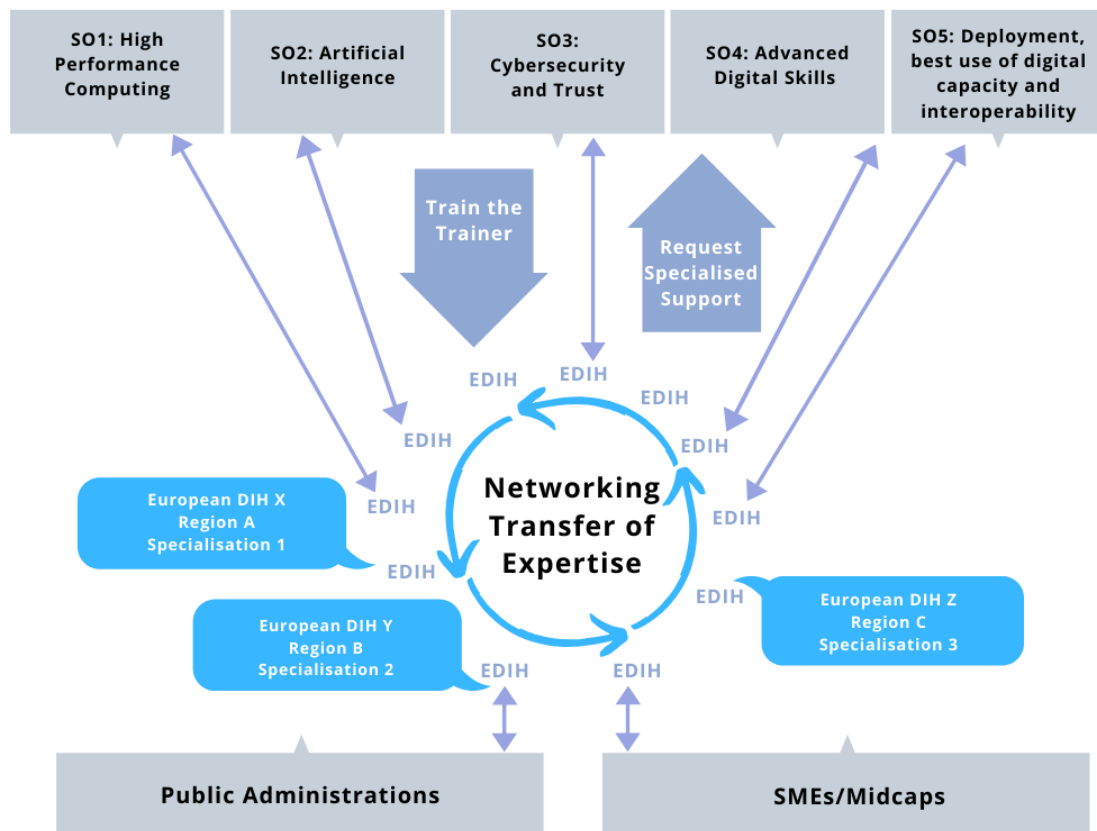 SO1: High
Performance
Computing
SO2: Artificial
Intelligence
SO3:
Cybersecurity
and Trust
SO4: Advanced
Digital Skills
SO5: Deployment,
best use of digital
capacity and
interoperability
Train the
Trainer
Request
Specialised
Support
EDIH
EDIH
EDIH
EDIH
EDIH
EDIH
EDIH
EDIH
EDIH
EDIH
EDIH
Networking
Transfer of
Expertise
European DIH X
Region A
Specialisation 1
European DIH Y
Region B
Specialisation 2
European DIH Z
Region C
Specialisation 3
Public Administrations
SMEs/Midcaps